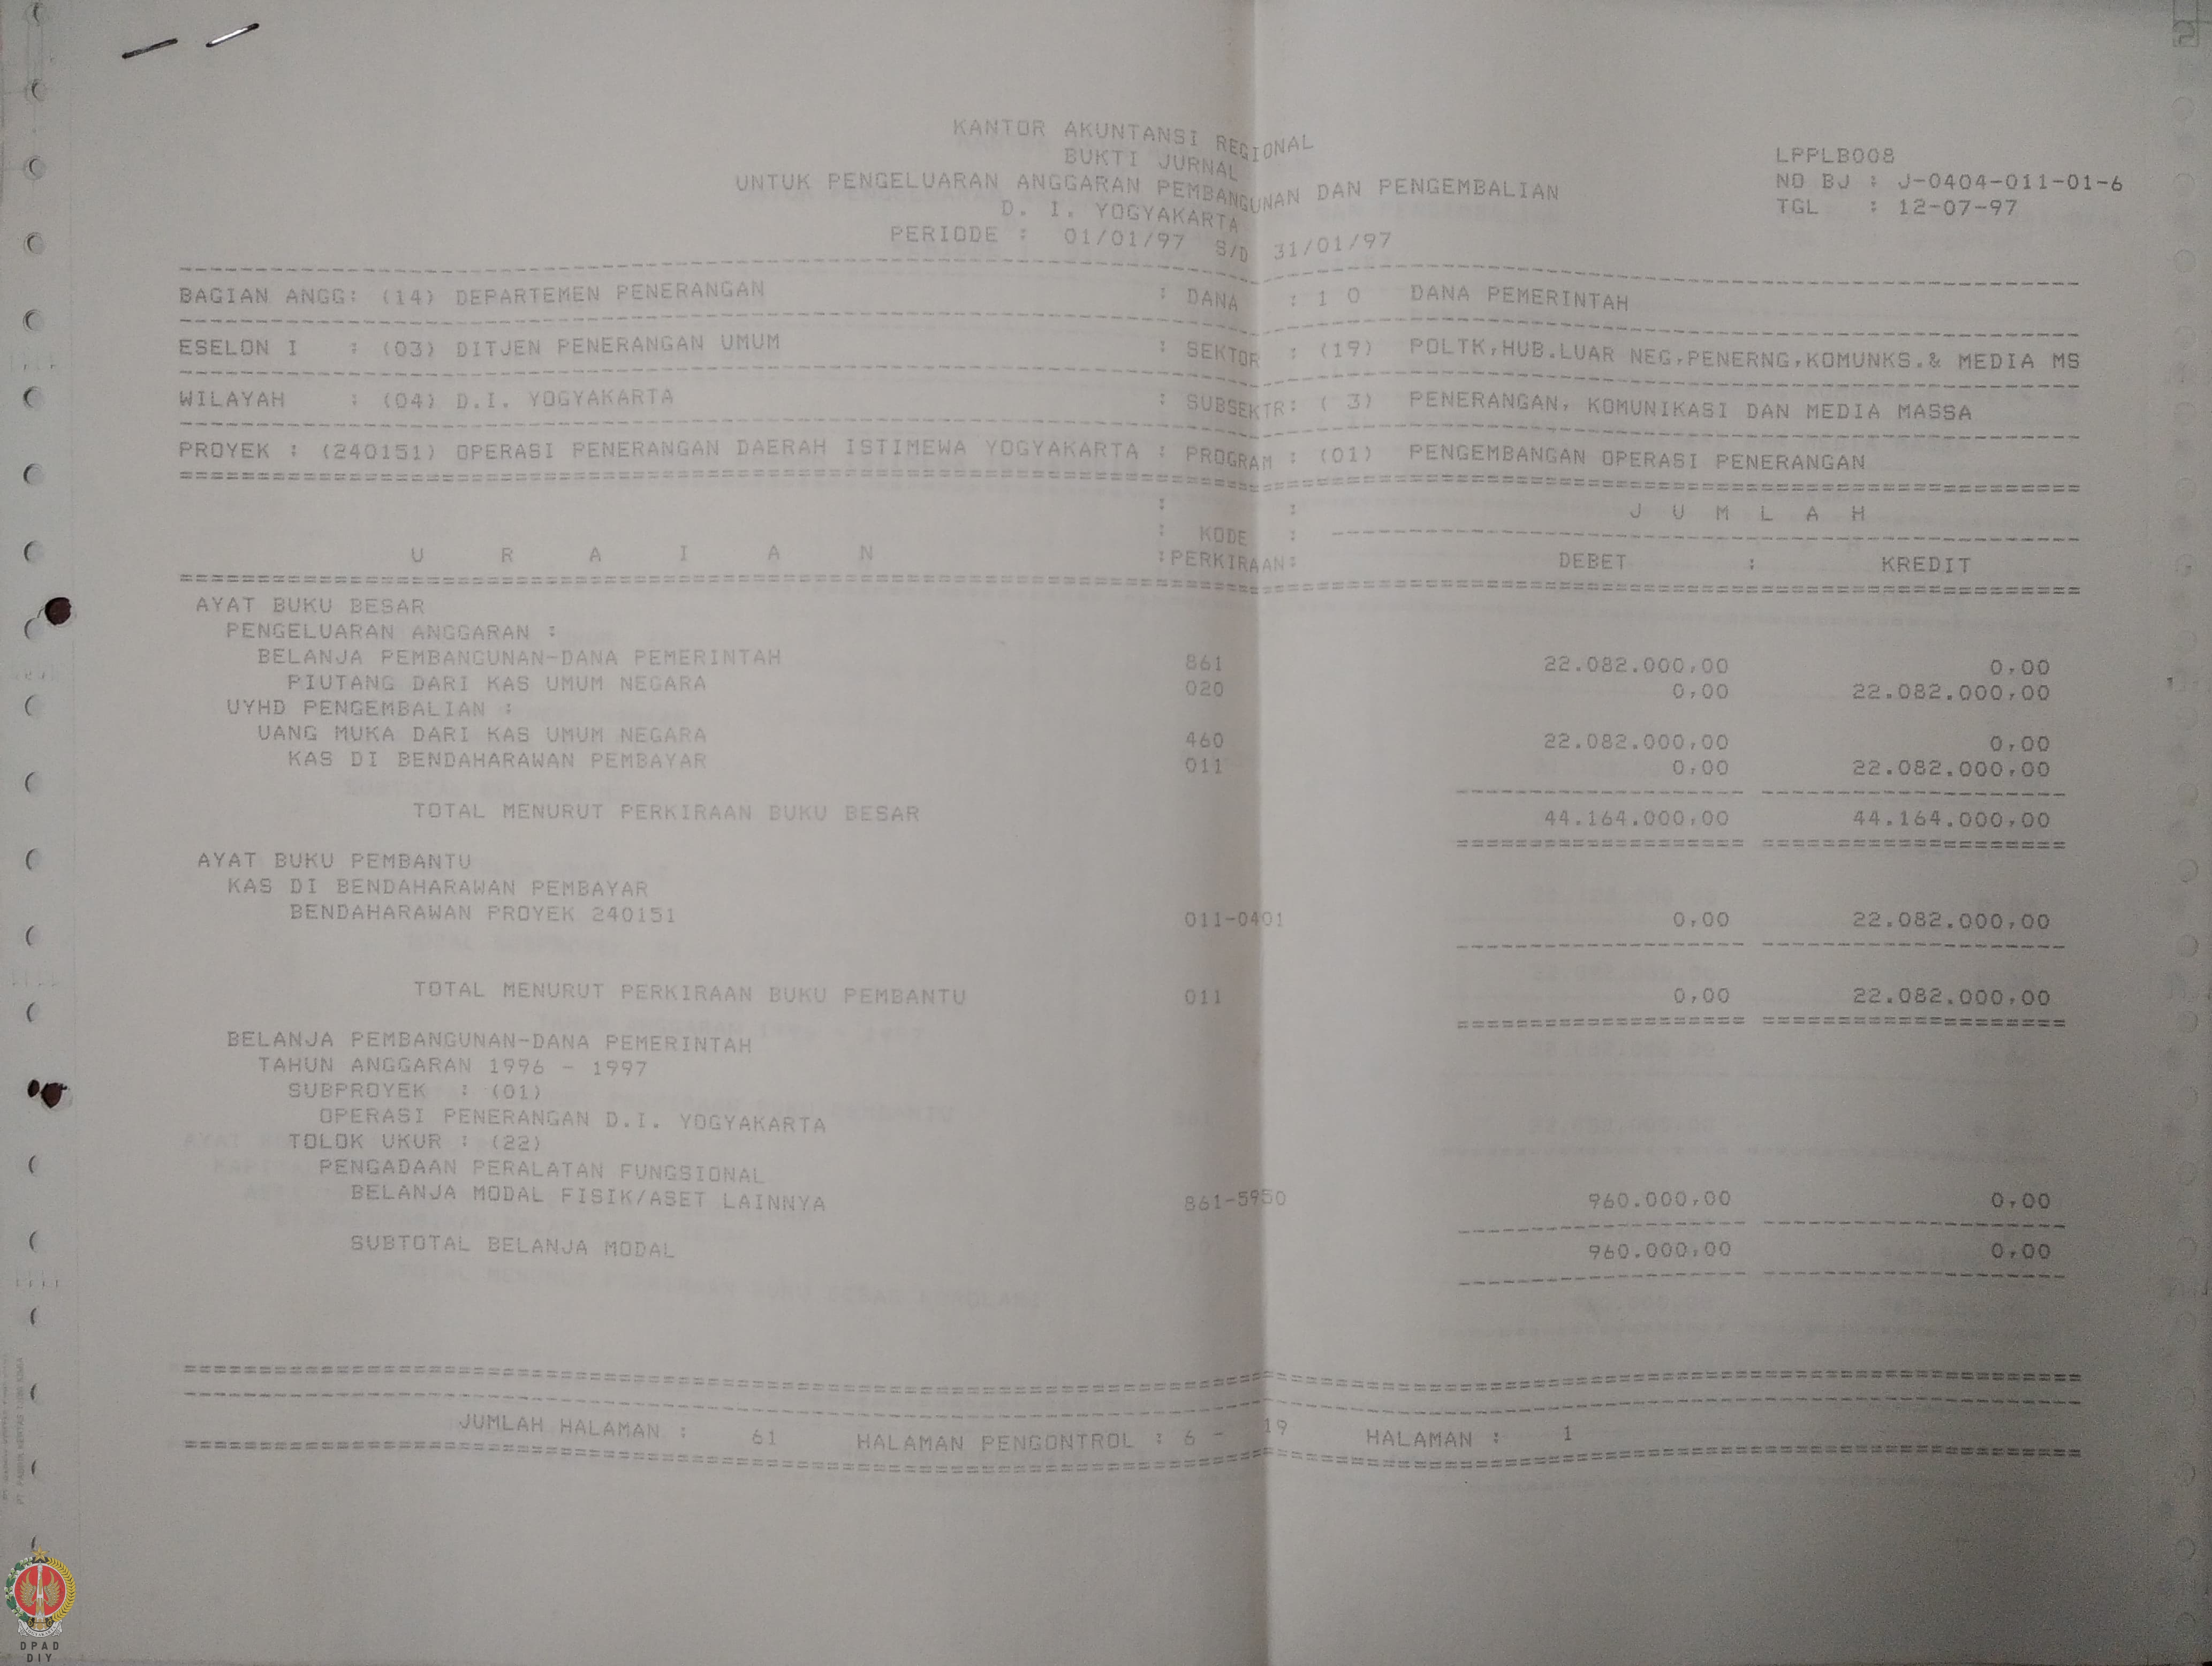 KANTOR AKUNTANSI REGIONAL
BUKTI JURNAL
UNTUK PENGELUARAN ANGGARAN PEMBANGUNAN DAN PENGEMBALIAN
D. I. YOGYAKARTA
PERIODE : 01/01/97 S/D 31/01/97
LPPLB008
NO BJ : J-0404-011-01-6
TGL : 12-07-97
BAGIAN ANGG: (14) DEPARTEMEN PENERANGAN : DANA : 1 0 DANA PEMERINTAH
ESELON I : (03) DITJEN PENERANGAN UMUM : SEKTOR : (19) POLTK,HUB.LUAR NEG,PENERNG,KOMUNKS.& MEDIA MS
WILAYAH : (04) D.I. YOGYAKARTA : SUBSEKTR: ( 3) PENERANGAN, KOMUNIKASI DAN MEDIA MASSA
PROYEK : (240151) OPERASI PENERANGAN DAERAH ISTIMEWA YOGYAKARTA : PROGRAM : (01) PENGEMBANGAN OPERASI PENERANGAN
: : J U M L A H
: KODE :
U R A I A N :PERKIRAAN: DEBET : KREDIT
AYAT BUKU BESAR
PENGELUARAN ANGGARAN :
BELANJA PEMBANGUNAN-DANA PEMERINTAH 861 22.082.000,00 0,00
PIUTANG DARI KAS UMUM NEGARA 020 0,00 22.082.000,00
UYHD PENGEMBALIAN :
UANG MUKA DARI KAS UMUM NEGARA 460 22.082.000,00 0,00
KAS DI BENDAHARAWAN PEMBAYAR 011 0,00 22.082.000,00
TOTAL MENURUT PERKIRAAN BUKU BESAR 44.164.000,00 44.164.000,00
AYAT BUKU PEMBANTU
KAS DI BENDAHARAWAN PEMBAYAR
BENDAHARAWAN PROYEK 240151 011-0401 0,00 22.082.000,00
TOTAL MENURUT PERKIRAAN BUKU PEMBANTU 011 0,00 22.082.000,00
BELANJA PEMBANGUNAN-DANA PEMERINTAH
TAHUN ANGGARAN 1996 - 1997
SUBPROYEK : (01)
OPERASI PENERANGAN D.I. YOGYAKARTA
TOLOK UKUR : (22)
PENGADAAN PERALATAN FUNGSIONAL
BELANJA MODAL FISIK/ASET LAINNYA 861-5950 960.000,00 0,00
SUBTOTAL BELANJA MODAL 960.000,00 0,00
JUMLAH HALAMAN : 61 HALAMAN PENGONTROL : 6 - 19 HALAMAN : 1
DPAD
DIY